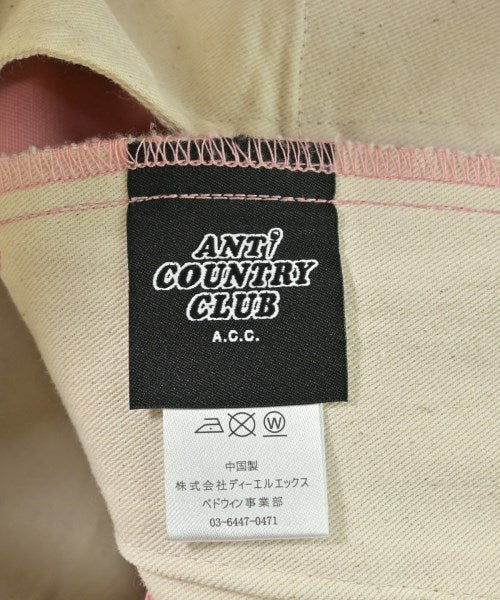 ANTi
COUNTRY
CLUB
A.C.C.
W
中国製
株式会社ディーエルエックス
ベドウィン事業部
03-6447-0471